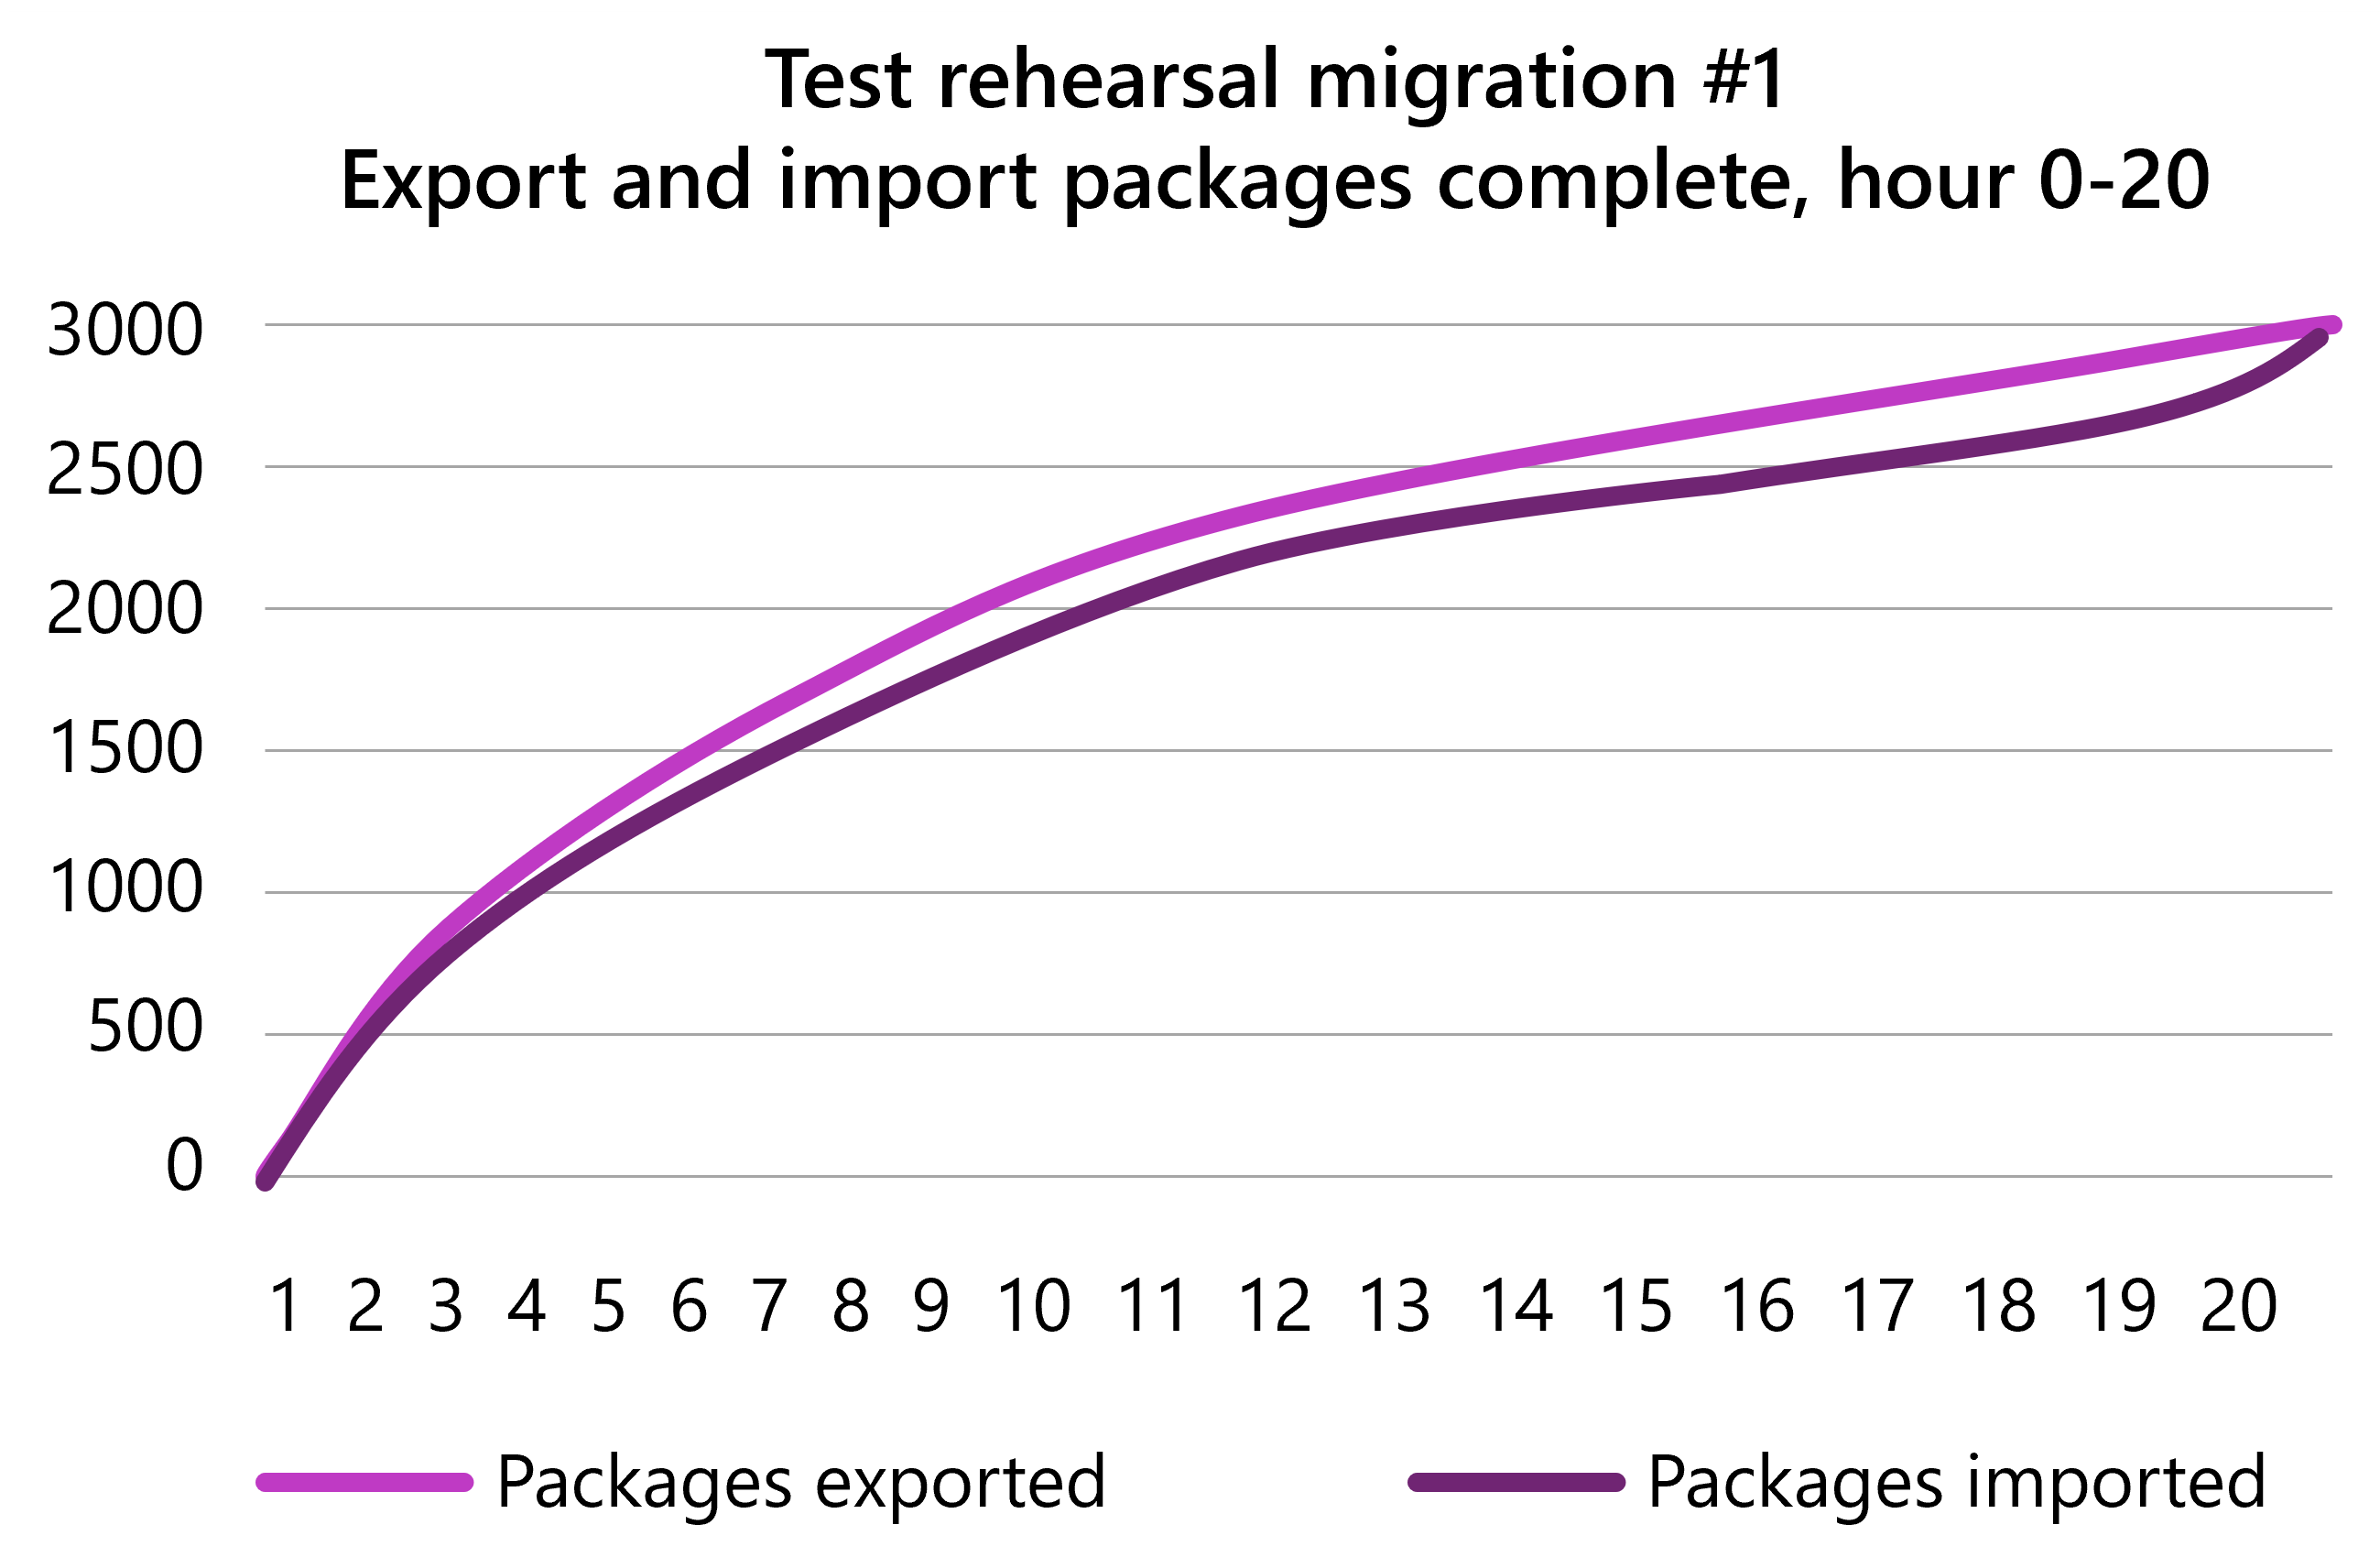 Test rehearsal migration #1
Export and import packages complete, hour 0-20
3000
2500
2000
1500
1000
500
0
1 2 3 4 5 6 7 8 9 10 11 12 13 14 15 16 17 18 19 20
Packages exported Packages imported